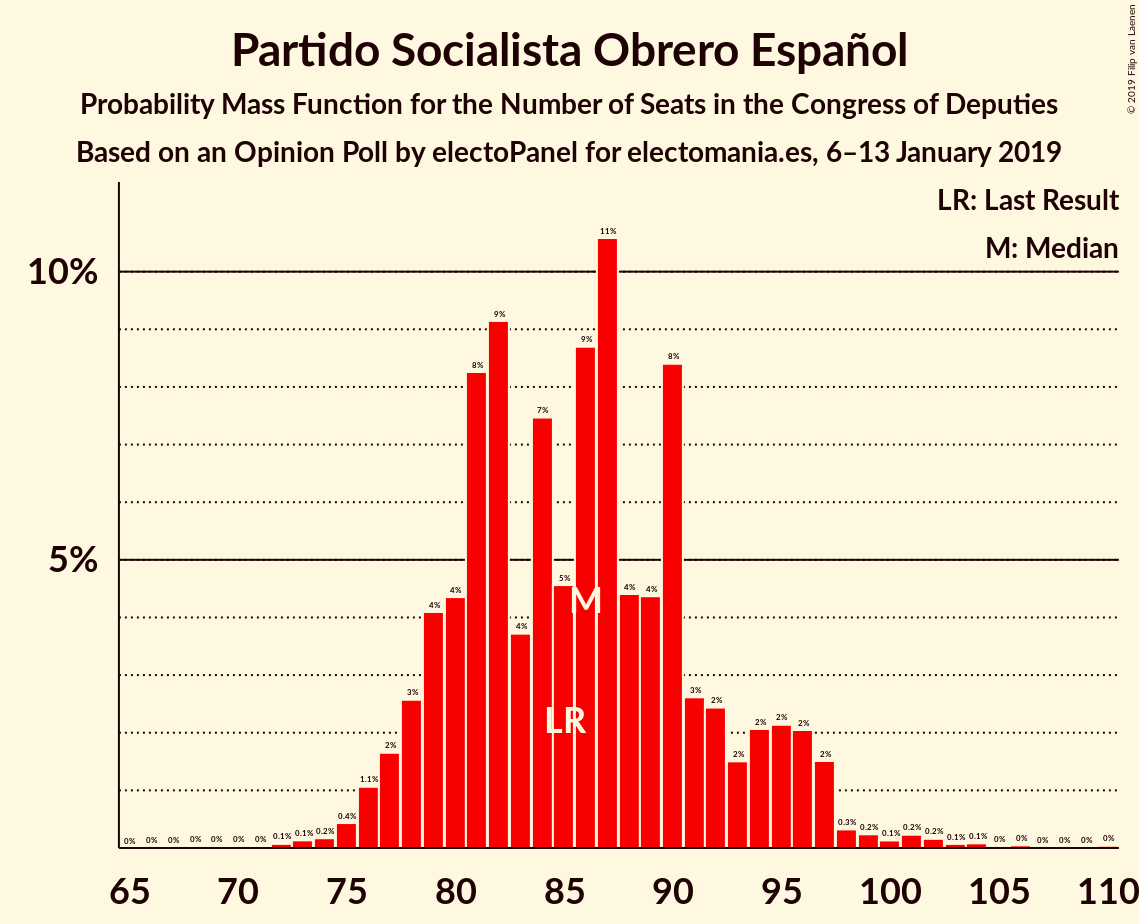 Partido Socialista Obrero Español
Probability Mass Function for the Number of Seats in the Congress of Deputies
Based on an Opinion Poll by electoPanel for electomania.es, 6–13 January 2019
© 2019 Filip van Laenen
LR: Last Result
M: Median
10%
5%
0% 0% 0% 0% 0% 0% 0% 0.1% 0.1% 0.2% 0.4% 1.1% 2% 3% 4% 4% 8% 9% 4% 7% 5% 9% 11% 4% 4% 8% 3% 2% 2% 2% 2% 2% 2% 0.3% 0.2% 0.1% 0.2% 0.2% 0.1% 0.1% 0% 0% 0% 0% 0% 0%
M
LR
65 70 75 80 85 90 95 100 105 110